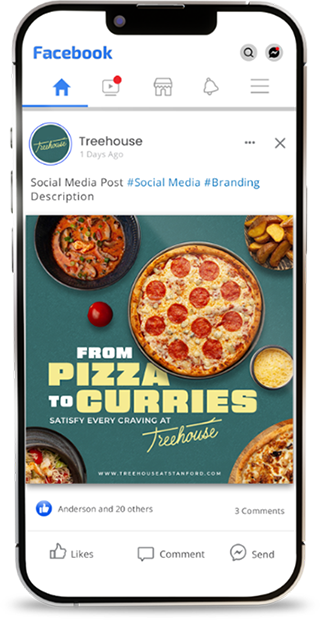 Facebook
Treehouse
Treehouse
1 Days Ago
Social Media Post #Social Media #Branding
Description
FROM
PIZZA
TO CURRIES
SATISFY EVERY CRAVING AT
Treehouse
WWW.TREEHOUSEATSTANFORD.COM
Anderson and 20 others
3 Comments
Likes
Comment
Send